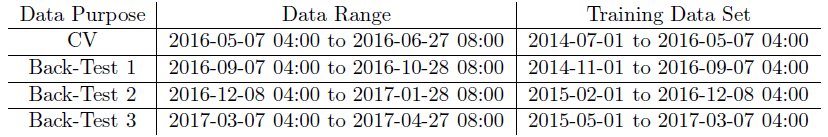 Data Purpose Data Range Training Data Set
CV 2016-05-07 04:00 to 2016-06-27 08:00 2014-07-01 to 2016-05-07 04:00
Back-Test 1 2016-09-07 04:00 to 2016-10-28 08:00 2014-11-01 to 2016-09-07 04:00
Back-Test 2 2016-12-08 04:00 to 2017-01-28 08:00 2015-02-01 to 2016-12-08 04:00
Back-Test 3 2017-03-07 04:00 to 2017-04-27 08:00 2015-05-01 to 2017-03-07 04:00